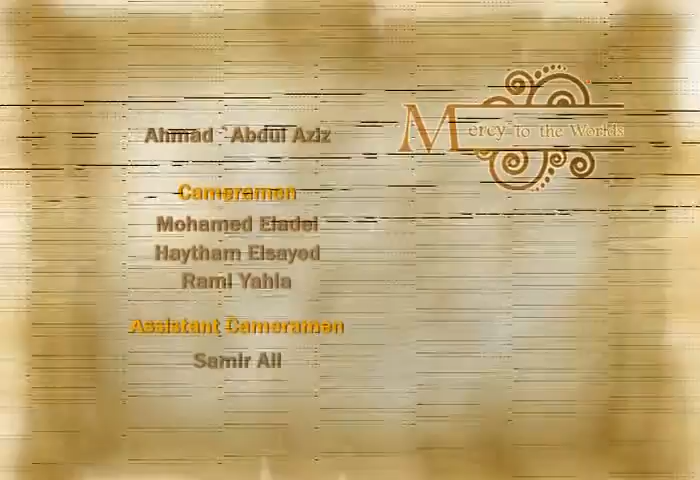 Mercy to the Worlds
Ahmad `Abdul Aziz
Cameramen
Mohamed Eladel
Haytham Elsayed
Rami Yahia
Assistant Cameramen
Samir Ali